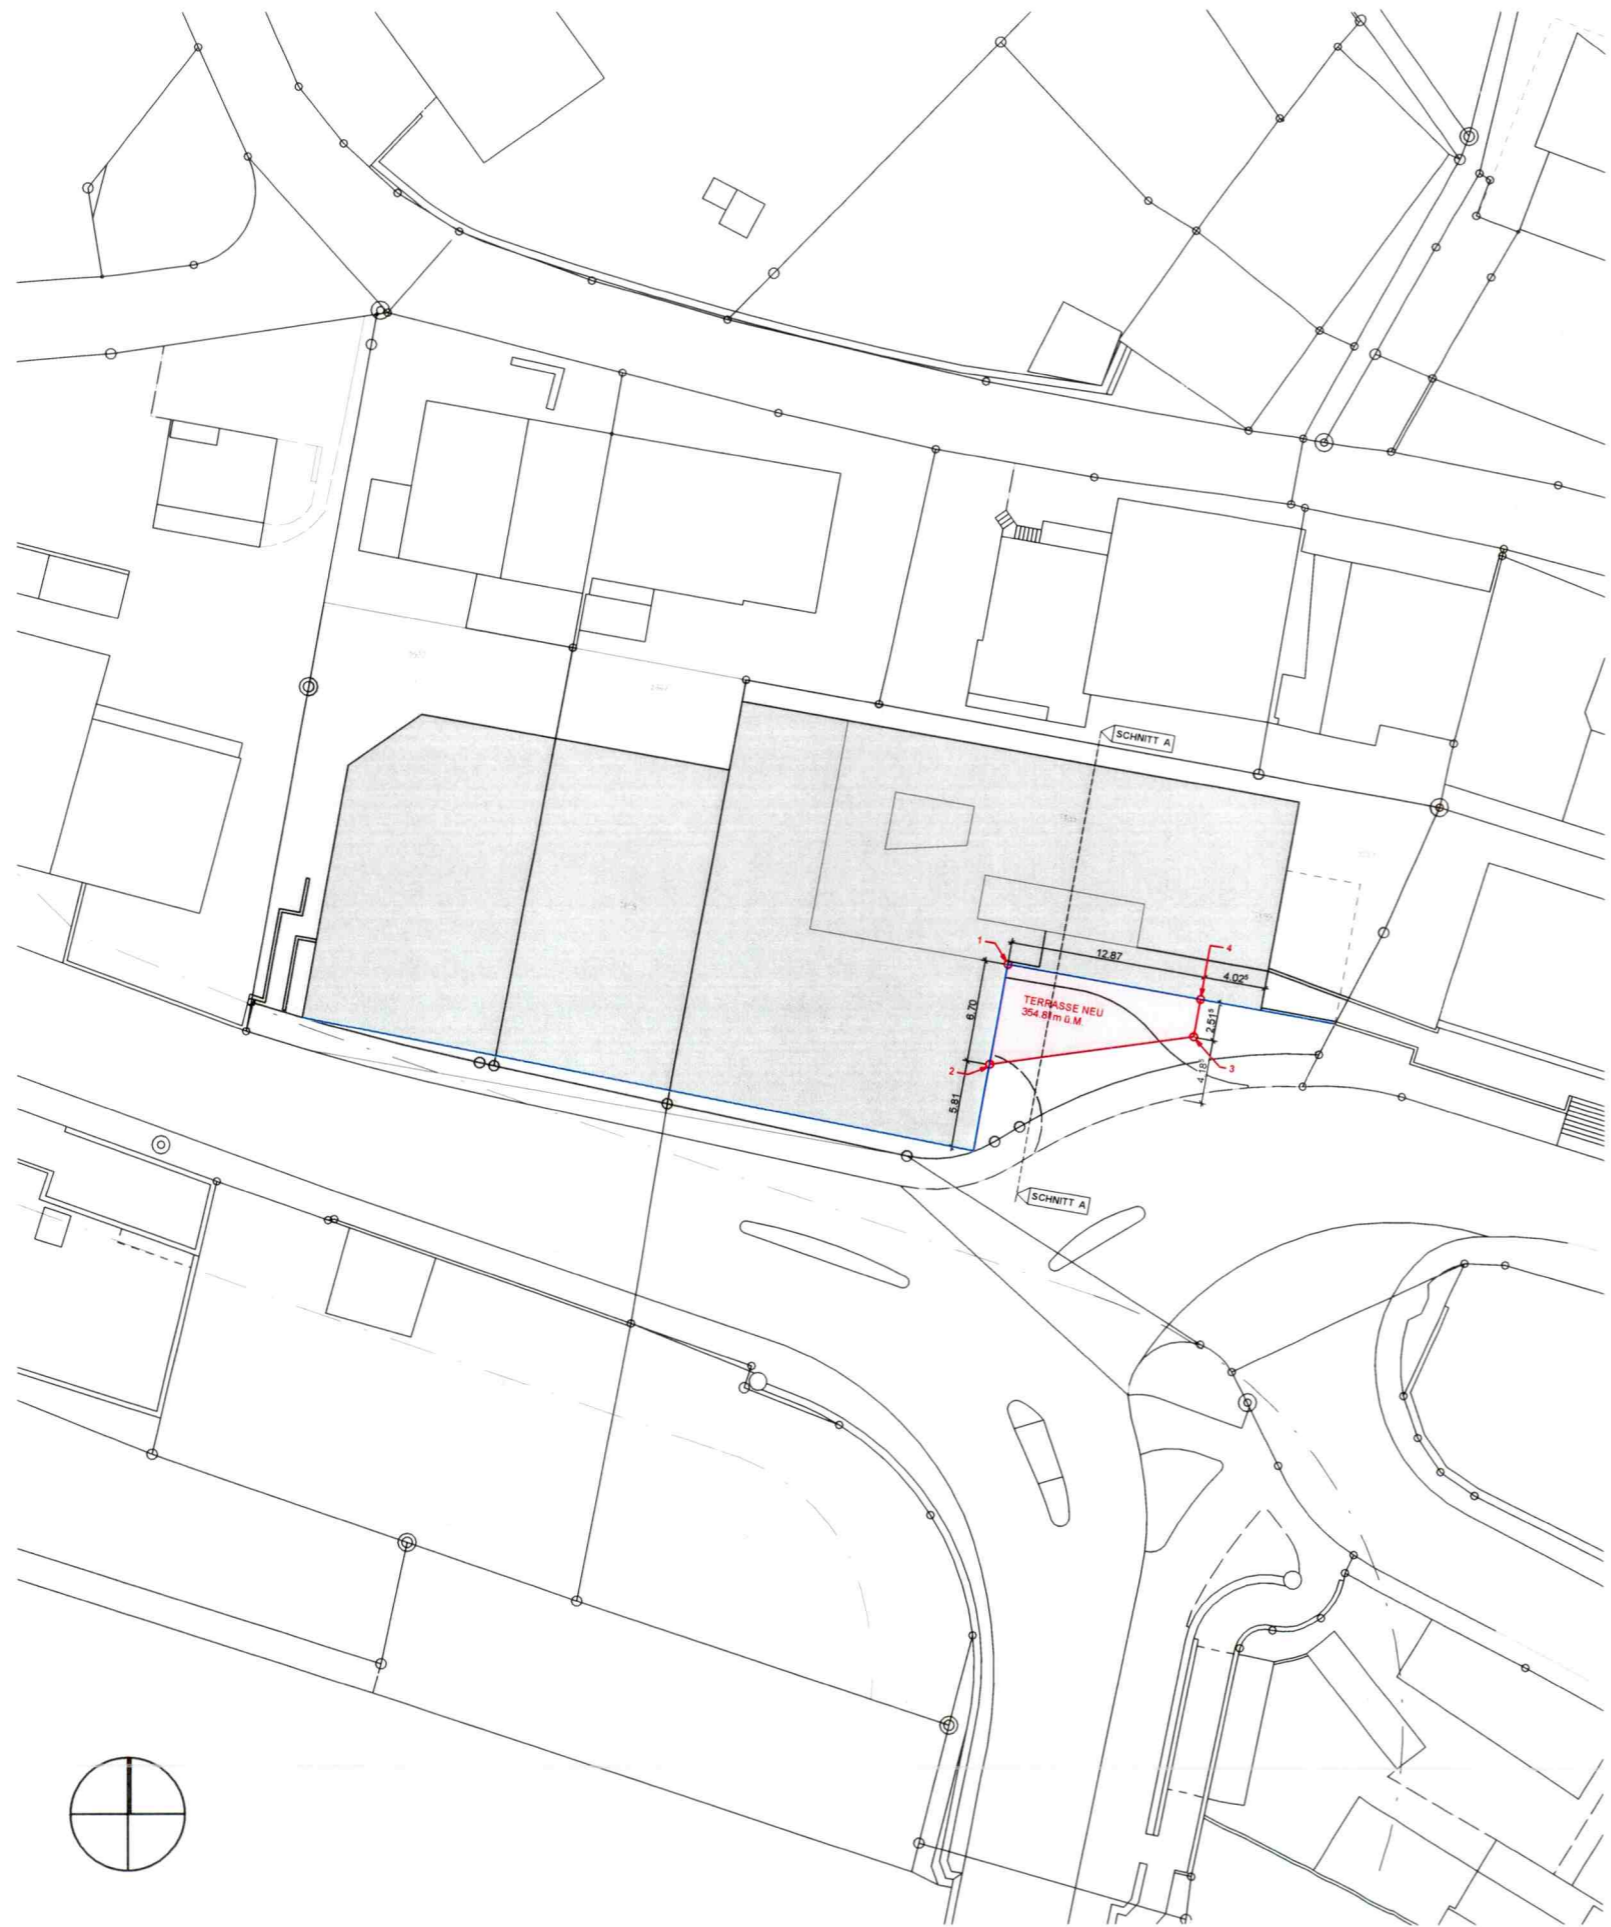 SCHNITT A
1
4
12.87
4.02⁵
TERRASSE NEU
354.81 m ü.M
6.70
2.51⁵
2
3
4.18⁵
5.81
SCHNITT A